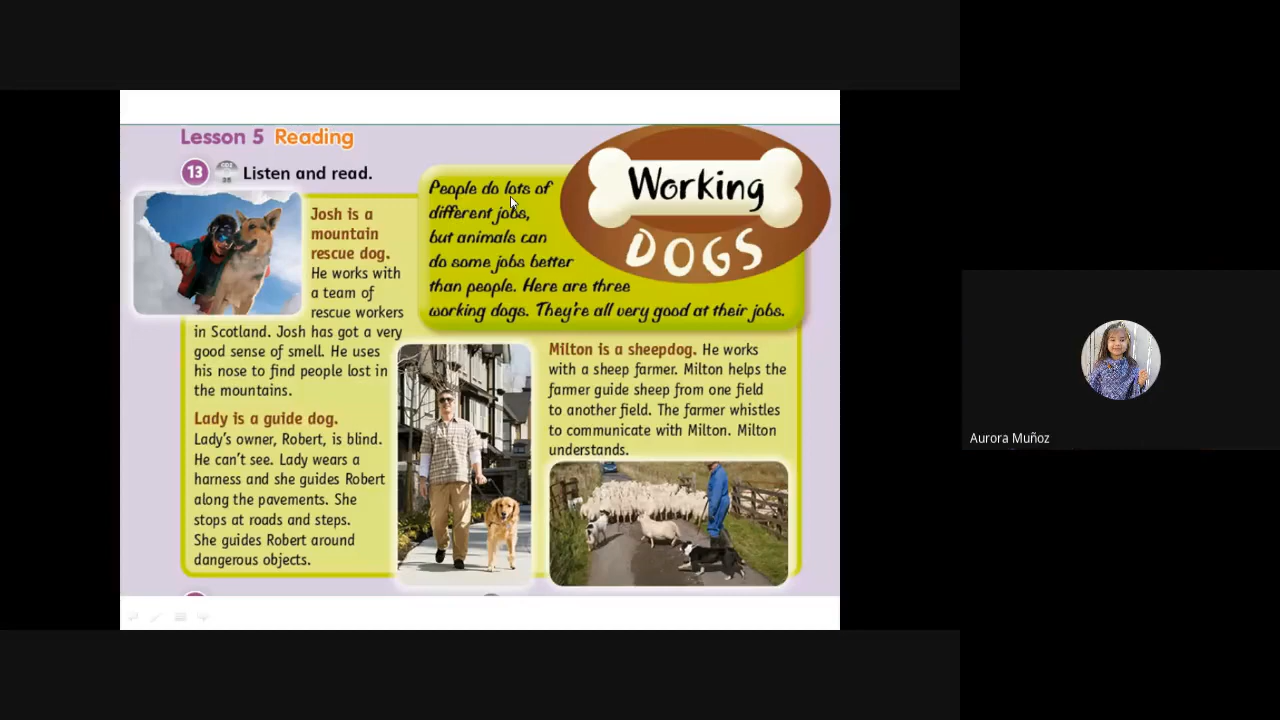 Lesson 5 Reading
13 Listen and read.
Working
DOGS
People do lots of
different jobs,
but animals can
do some jobs better
than people. Here are three
working dogs. They're all very good at their jobs.
Josh is a
mountain
rescue dog.
He works with
a team of
rescue workers
in Scotland. Josh has got a very
good sense of smell. He uses
his nose to find people lost in
the mountains.
Lady is a guide dog.
Lady's owner, Robert, is blind.
He can't see. Lady wears a
harness and she guides Robert
along the pavements. She
stops at roads and steps.
She guides Robert around
dangerous objects.
Milton is a sheepdog. He works
with a sheep farmer. Milton helps the
farmer guide sheep from one field
to another field. The farmer whistles
to communicate with Milton. Milton
understands.
Aurora Muñoz